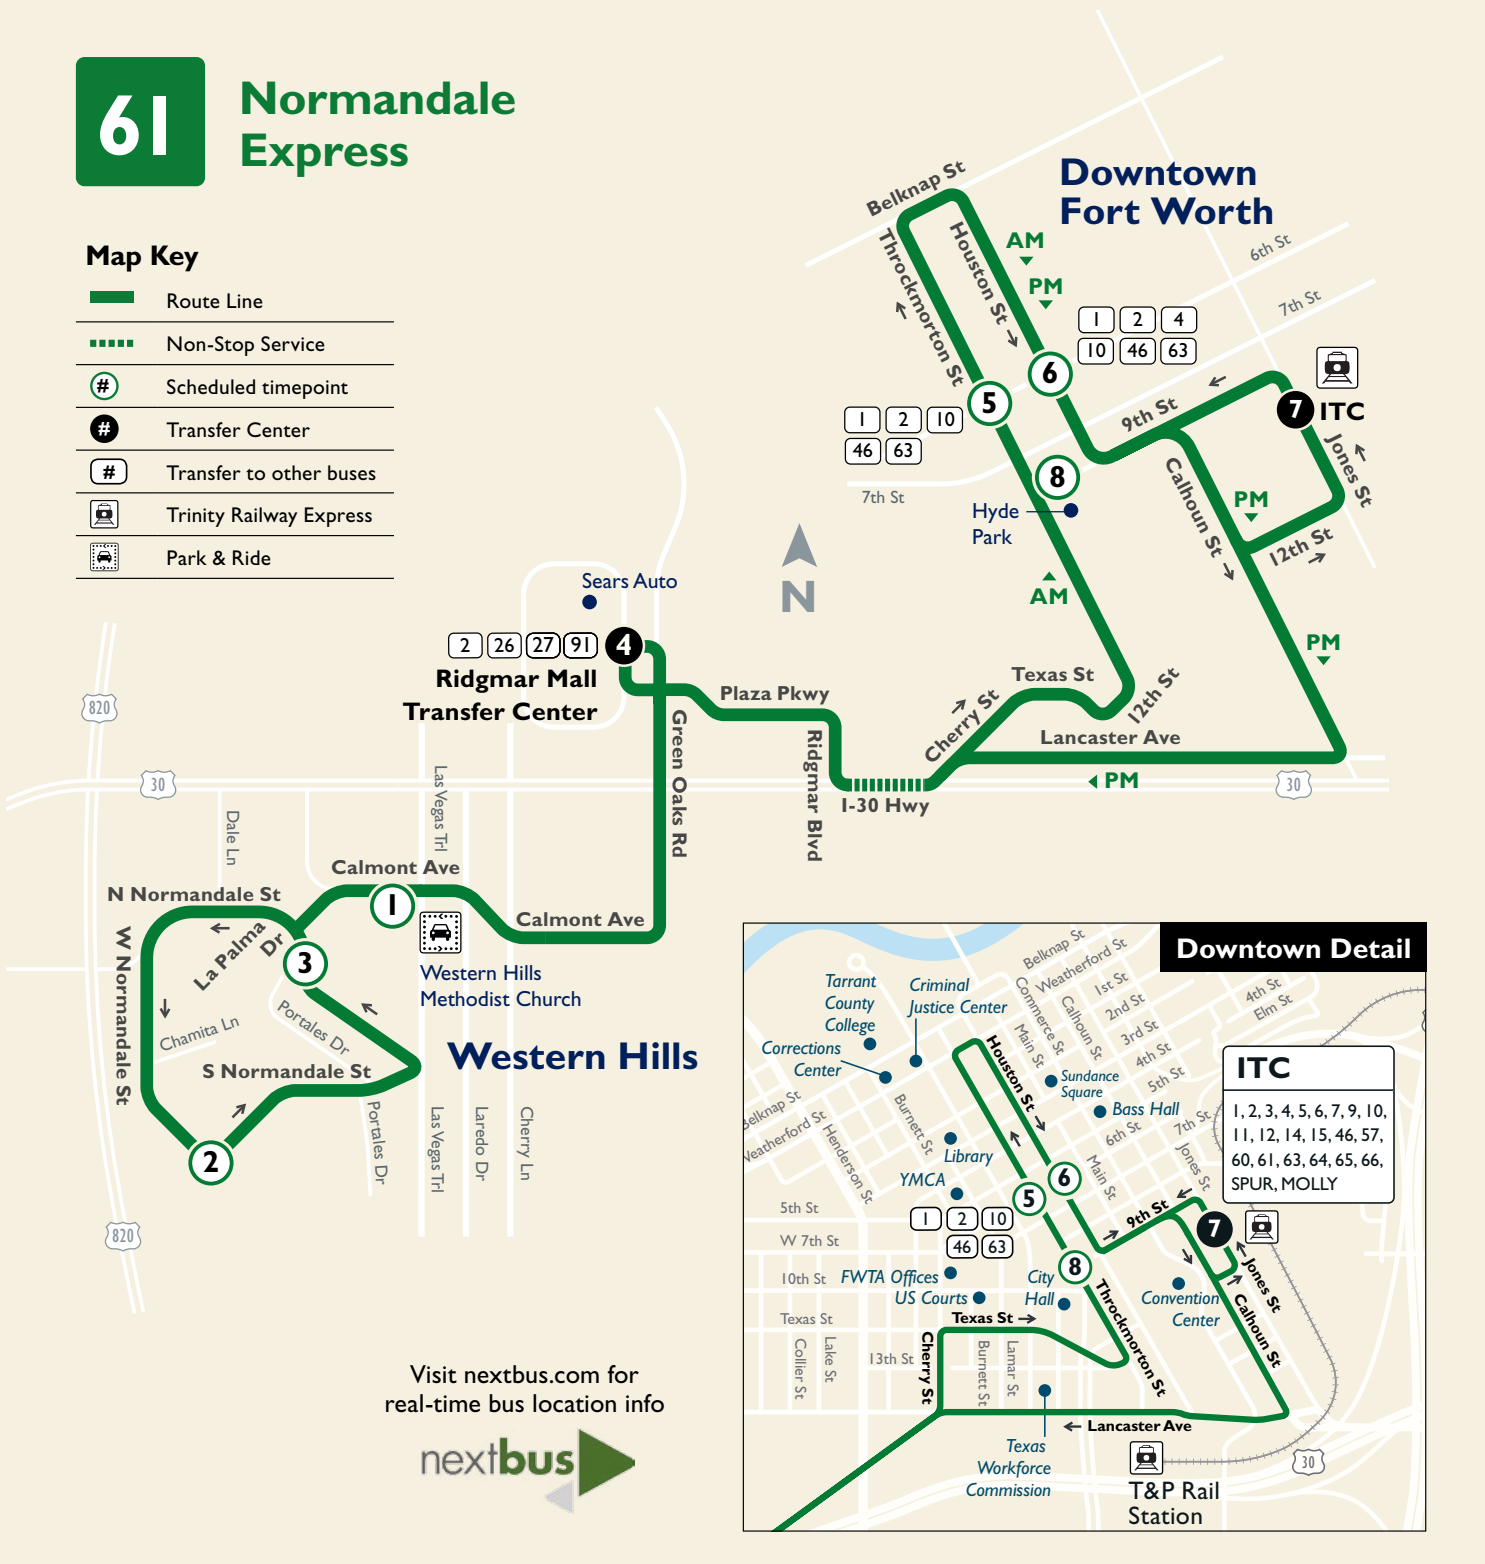 61
Normandale
Express
Map Key
Route Line
Non-Stop Service
# Scheduled timepoint
# Transfer Center
# Transfer to other buses
Trinity Railway Express
Park & Ride
Downtown
Fort Worth
Belknap St
Throckmorton St
Houston St
AM
PM
6th St
7th St
1 2 4
10 46 63
6
5
1 2 10
46 63
9th St
7 ITC
Jones St
8
7th St
Hyde
Park
Calhoun St
PM
12th St
N
AM
PM
Sears Auto
2 26 27 91 4
Ridgmar Mall
Transfer Center
Plaza Pkwy
Texas St
12th St
Cherry St
Lancaster Ave
Green Oaks Rd
Ridgmar Blvd
I-30 Hwy
PM
30
820
30
Las Vegas Trl
Dale Ln
Calmont Ave
1
N Normandale St
Calmont Ave
W Normandale St
La Palma
Dr
3
Western Hills
Methodist Church
Chamita Ln
Portales Dr
Western Hills
S Normandale St
2
Portales Dr
Las Vegas Trl
Laredo Dr
Cherry Ln
820
Visit nextbus.com for
real-time bus location info
nextbus
Downtown Detail
Tarrant
County
College
Criminal
Justice Center
Corrections
Center
Belknap St
Weatherford St
1st St
2nd St
3rd St
4th St
5th St
Commerce St
Calhoun St
Main St
4th St
Elm St
Houston St
Sundance
Square
Bass Hall
6th St
7th St
Jones St
Main St
ITC
1, 2, 3, 4, 5, 6, 7, 9, 10,
11, 12, 14, 15, 46, 57,
60, 61, 63, 64, 65, 66,
SPUR, MOLLY
Belknap St
Weatherford St
Henderson St
Burnett St
Library
YMCA
5
6
1 2 10
46 63
5th St
W 7th St
10th St
Texas St
9th St
7
8
FWTA Offices
US Courts
City
Hall
Convention
Center
Jones St
Calhoun St
Throckmorton St
Texas St
Cherry St
13th St
Collier St
Lake St
Burnett St
Lamar St
Lancaster Ave
Texas
Workforce
Commission
T&P Rail
Station
30